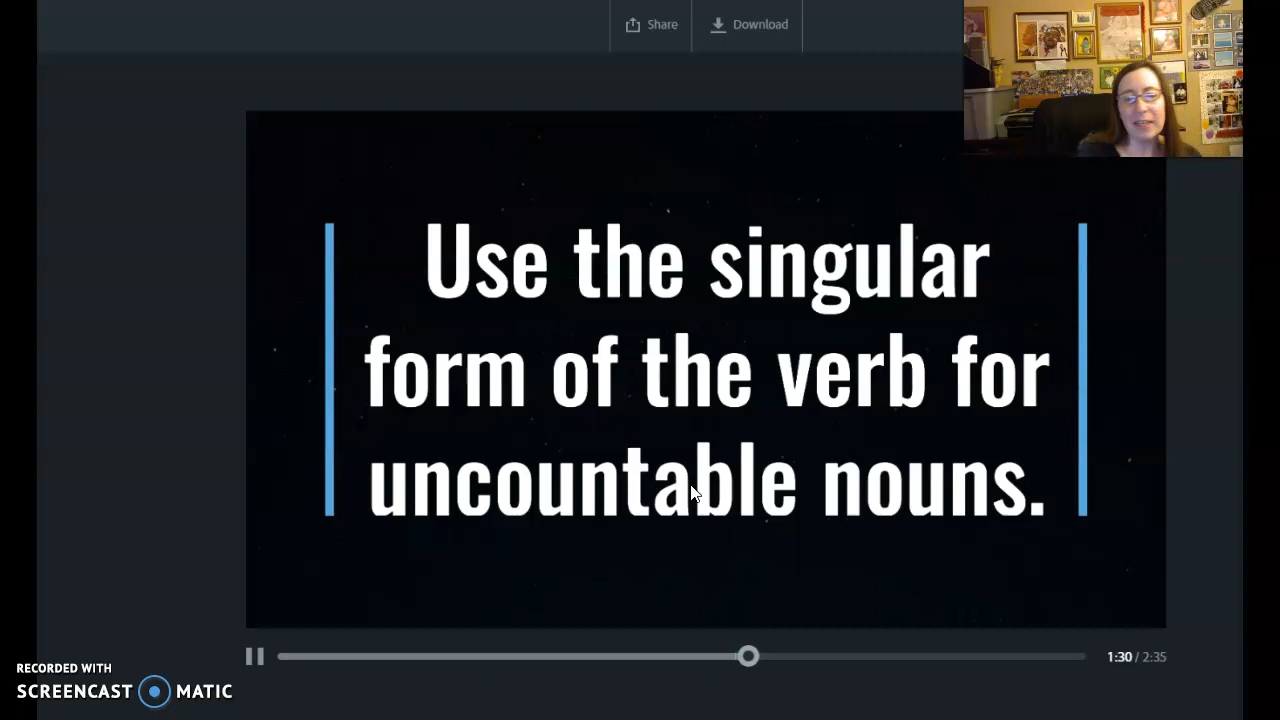 Share
Download
Use the singular
form of the verb for
uncountable nouns.
1:30 / 2:35
RECORDED WITH
SCREENCAST MATIC